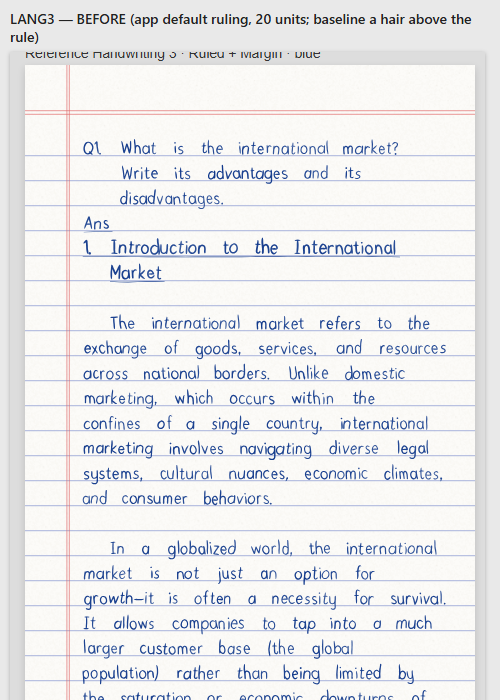 LANG3 — BEFORE (app default ruling, 20 units; baseline a hair above the
rule)
Reference Handwriting 3 · Ruled + Margin · blue
Q1 What is the international market?
Write its advantages and its
disadvantages.
Ans
1 Introduction to the International
Market
The international market refers to the
exchange of goods, services, and resources
across national borders. Unlike domestic
marketing, which occurs within the
confines of a single country, international
marketing involves navigating diverse legal
systems, cultural nuances, economic climates,
and consumer behaviors.
In a globalized world, the international
market is not just an option for
growth—it is often a necessity for survival.
It allows companies to tap into a much
larger customer base (the global
population) rather than being limited by
the saturation or economic downturns of